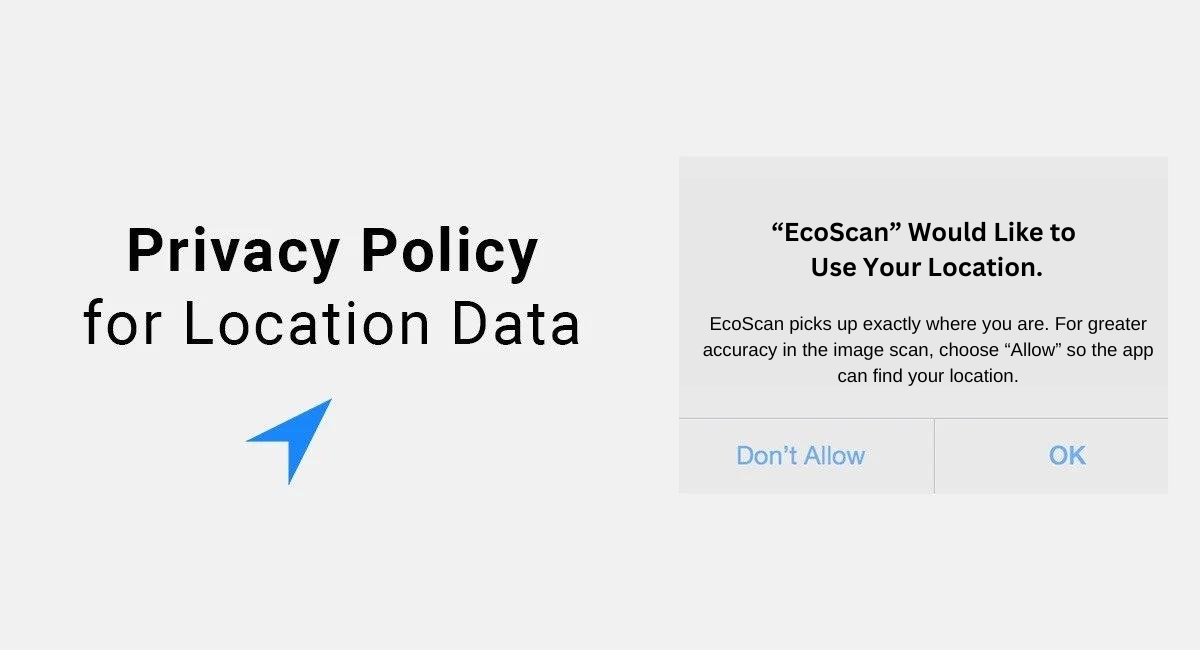 Privacy Policy
for Location Data
“EcoScan” Would Like to
Use Your Location.
EcoScan picks up exactly where you are. For greater
accuracy in the image scan, choose “Allow” so the app
can find your location.
Don’t Allow
OK